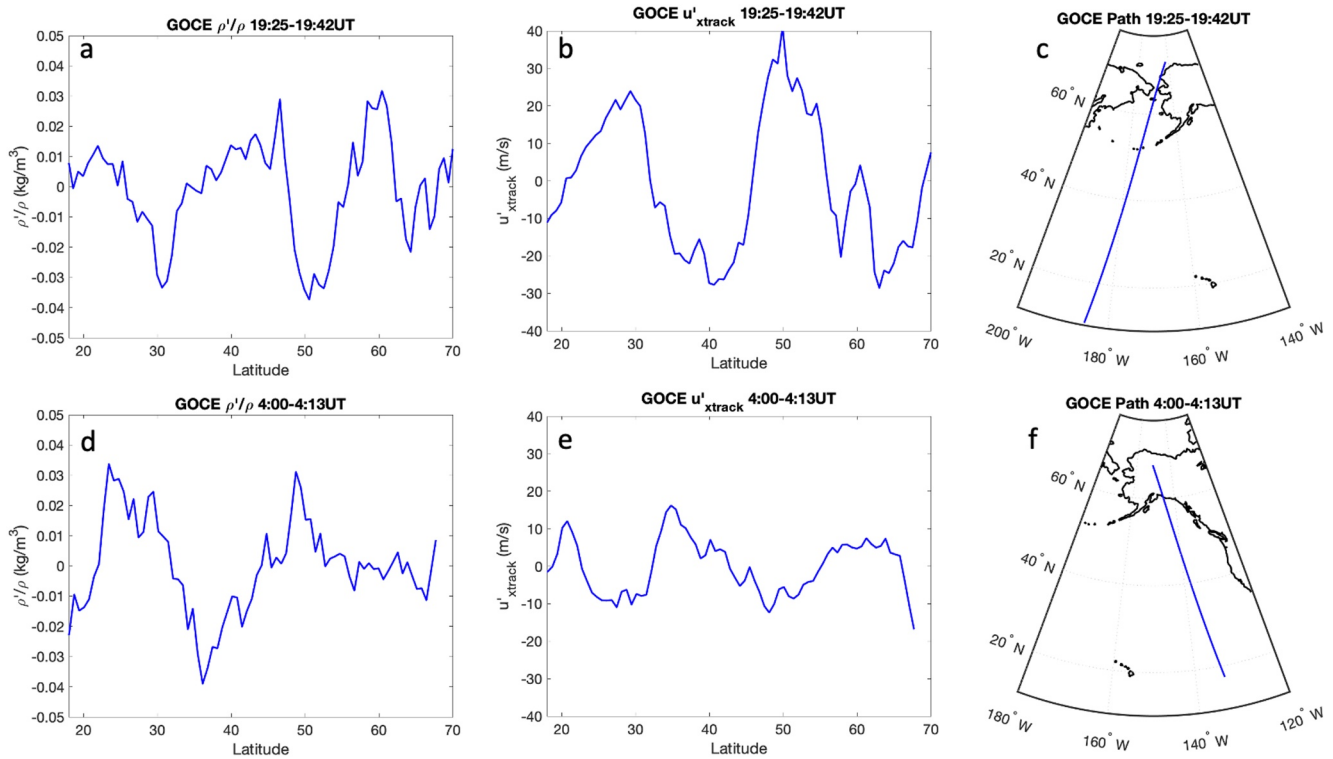 GOCE ρ'/ρ 19:25-19:42UT
a
ρ'/ρ (kg/m³)
0.05
0.04
0.03
0.02
0.01
0
-0.01
-0.02
-0.03
-0.04
-0.05
20 30 40 50 60 70
Latitude
GOCE u'xtrack 19:25-19:42UT
b
u'xtrack (m/s)
40
30
20
10
0
-10
-20
-30
-40
20 30 40 50 60 70
Latitude
GOCE Path 19:25-19:42UT
c
60° N
40° N
20° N
200° W
180° W
160° W
140° W
GOCE ρ'/ρ 4:00-4:13UT
d
ρ'/ρ (kg/m³)
0.05
0.04
0.03
0.02
0.01
0
-0.01
-0.02
-0.03
-0.04
-0.05
20 30 40 50 60 70
Latitude
GOCE u'xtrack 4:00-4:13UT
e
u'xtrack (m/s)
40
30
20
10
0
-10
-20
-30
-40
20 30 40 50 60 70
Latitude
GOCE Path 4:00-4:13UT
f
60° N
40° N
20° N
180° W
160° W
140° W
120° W